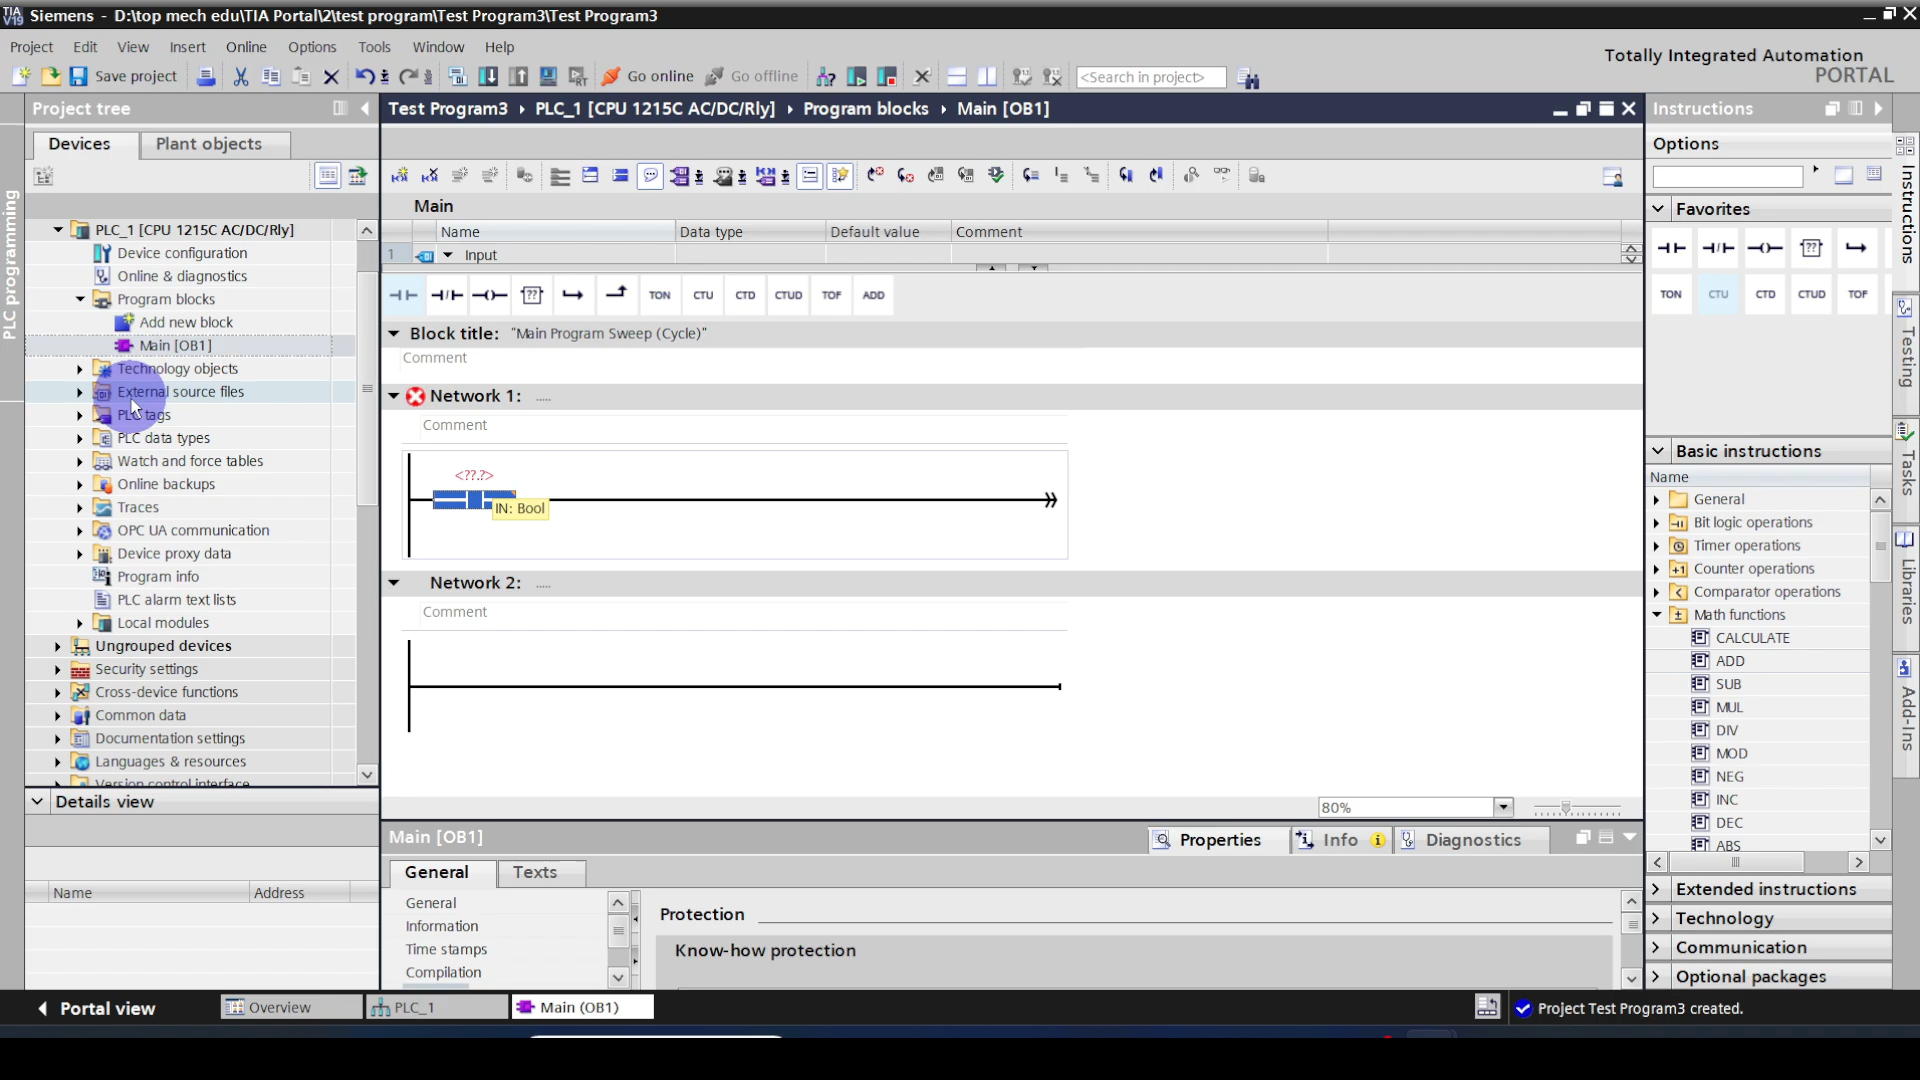 TIA V19 Siemens - D:\top mech edu\TIA Portal\2\test program\Test Program3\Test Program3
Project Edit View Insert Online Options Tools Window Help
Totally Integrated Automation
PORTAL
Save project Go online Go offline <Search in project>
Project tree
Test Program3 › PLC_1 [CPU 1215C AC/DC/Rly] › Program blocks › Main [OB1]
Instructions
Devices Plant objects
Options
PLC programming
Main
Name Data type Default value Comment
1 Input
Favorites
PLC_1 [CPU 1215C AC/DC/Rly]
Device configuration
Online & diagnostics
Program blocks
Add new block
Main [OB1]
Technology objects
External source files
PLC tags
PLC data types
Watch and force tables
Online backups
Traces
OPC UA communication
Device proxy data
Program info
PLC alarm text lists
Local modules
Ungrouped devices
Security settings
Cross-device functions
Common data
Documentation settings
Languages & resources
Version control interface
?? TON CTU CTD CTUD TOF ADD
Block title: "Main Program Sweep (Cycle)"
Comment
Network 1: .....
Comment
<??.?>
IN: Bool
Network 2: .....
Comment
80%
??
TON CTU CTD CTUD TOF
Basic instructions
Name
General
Bit logic operations
Timer operations
Counter operations
Comparator operations
Math functions
CALCULATE
ADD
SUB
MUL
DIV
MOD
NEG
INC
DEC
ABS
Extended instructions
Technology
Communication
Optional packages
Instructions
Testing
Tasks
Libraries
Add-Ins
Details view
Name Address
Main [OB1]
Properties Info Diagnostics
General Texts
General
Information
Time stamps
Compilation
Protection
Know-how protection
Portal view Overview PLC_1 Main (OB1) Project Test Program3 created.